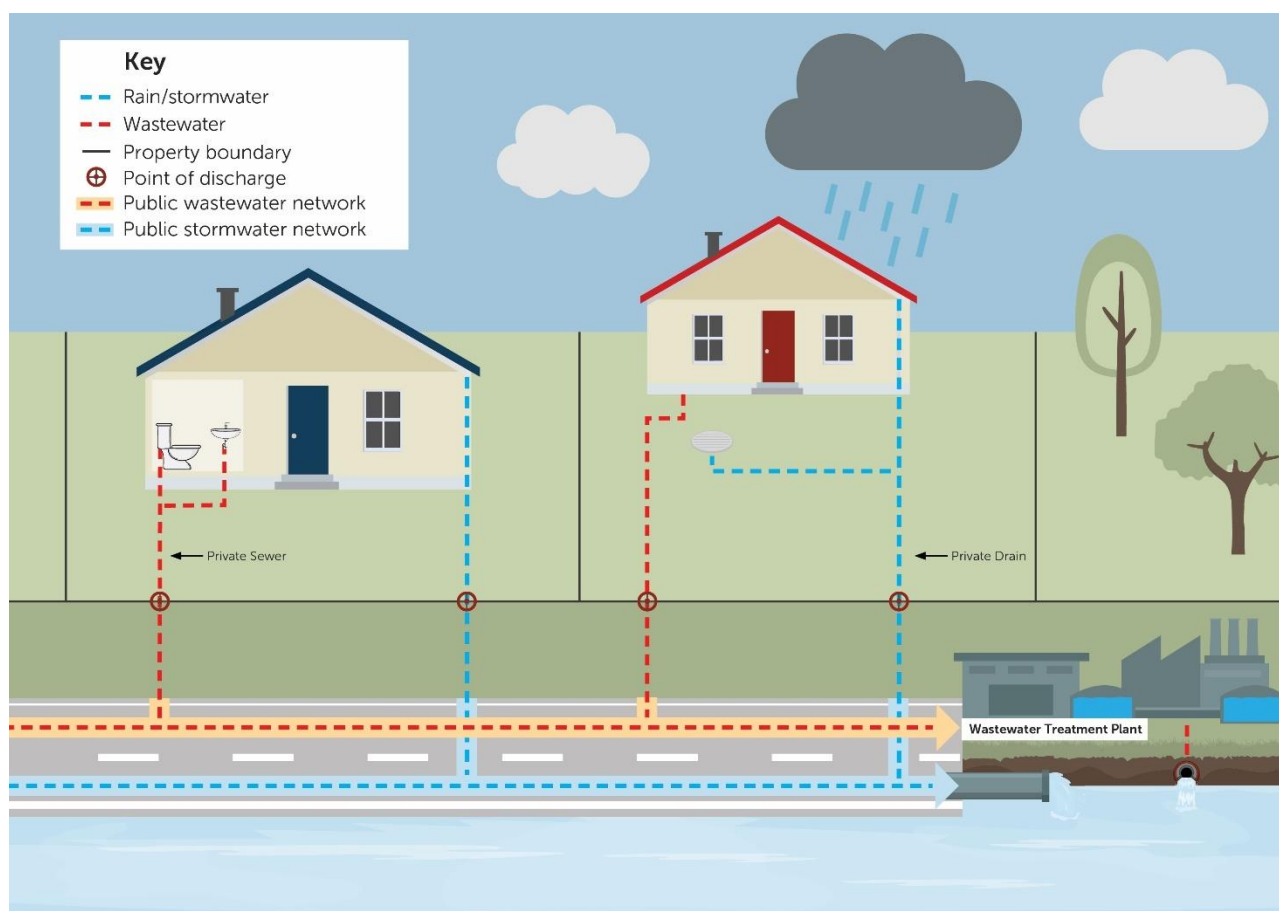 Key
Rain/stormwater
Wastewater
Property boundary
Point of discharge
Public wastewater network
Public stormwater network
Private Sewer
Private Drain
Wastewater Treatment Plant